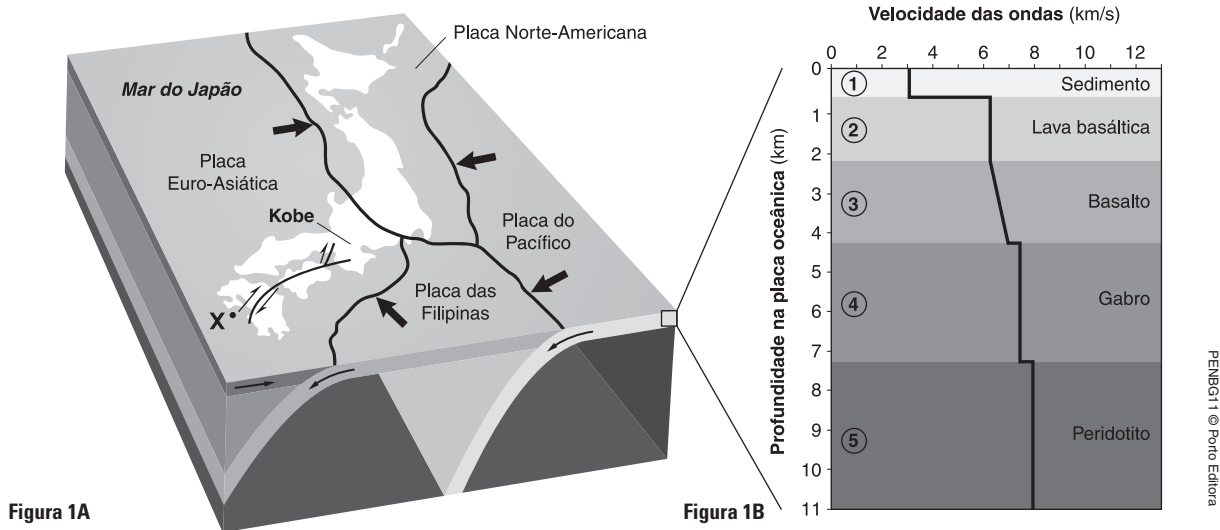 Placa Norte-Americana
Mar do Japão
Placa
Euro-Asiática
Kobe
Placa do
Pacífico
Placa das
Filipinas
X
Figura 1A
Velocidade das ondas (km/s)
0 2 4 6 8 10 12
Profundidade na placa oceânica (km)
0
1
2
3
4
5
6
7
8
9
10
11
1 Sedimento
2 Lava basáltica
3 Basalto
4 Gabro
5 Peridotito
Figura 1B
PENBG11 © Porto Editora